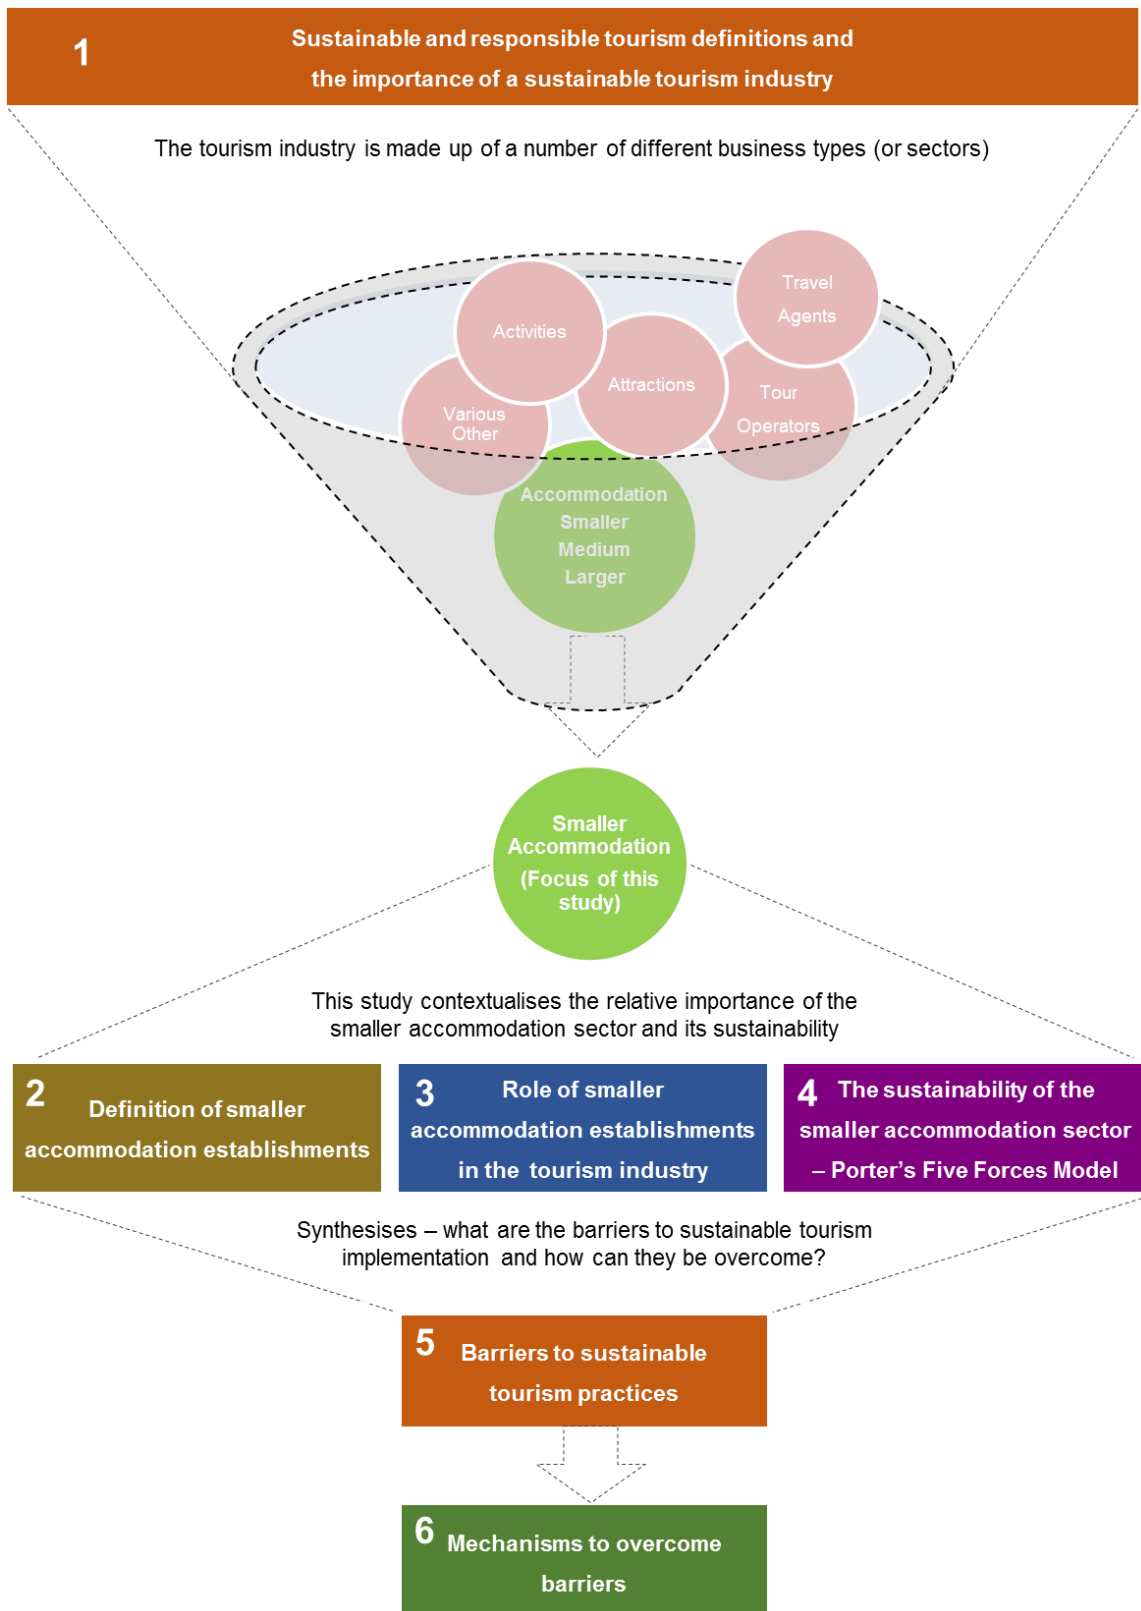 1
Sustainable and responsible tourism definitions and
the importance of a sustainable tourism industry
The tourism industry is made up of a number of different business types (or sectors)
Travel
Agents
Activities
Attractions
Tour
Operators
Various
Other
Accommodation
Smaller
Medium
Larger
Smaller
Accommodation
(Focus of this
study)
This study contextualises the relative importance of the
smaller accommodation sector and its sustainability
2
Definition of smaller
accommodation establishments
3
Role of smaller
accommodation establishments
in the tourism industry
4
The sustainability of the
smaller accommodation sector
– Porter's Five Forces Model
Synthesises – what are the barriers to sustainable tourism
implementation and how can they be overcome?
5
Barriers to sustainable
tourism practices
6
Mechanisms to overcome
barriers